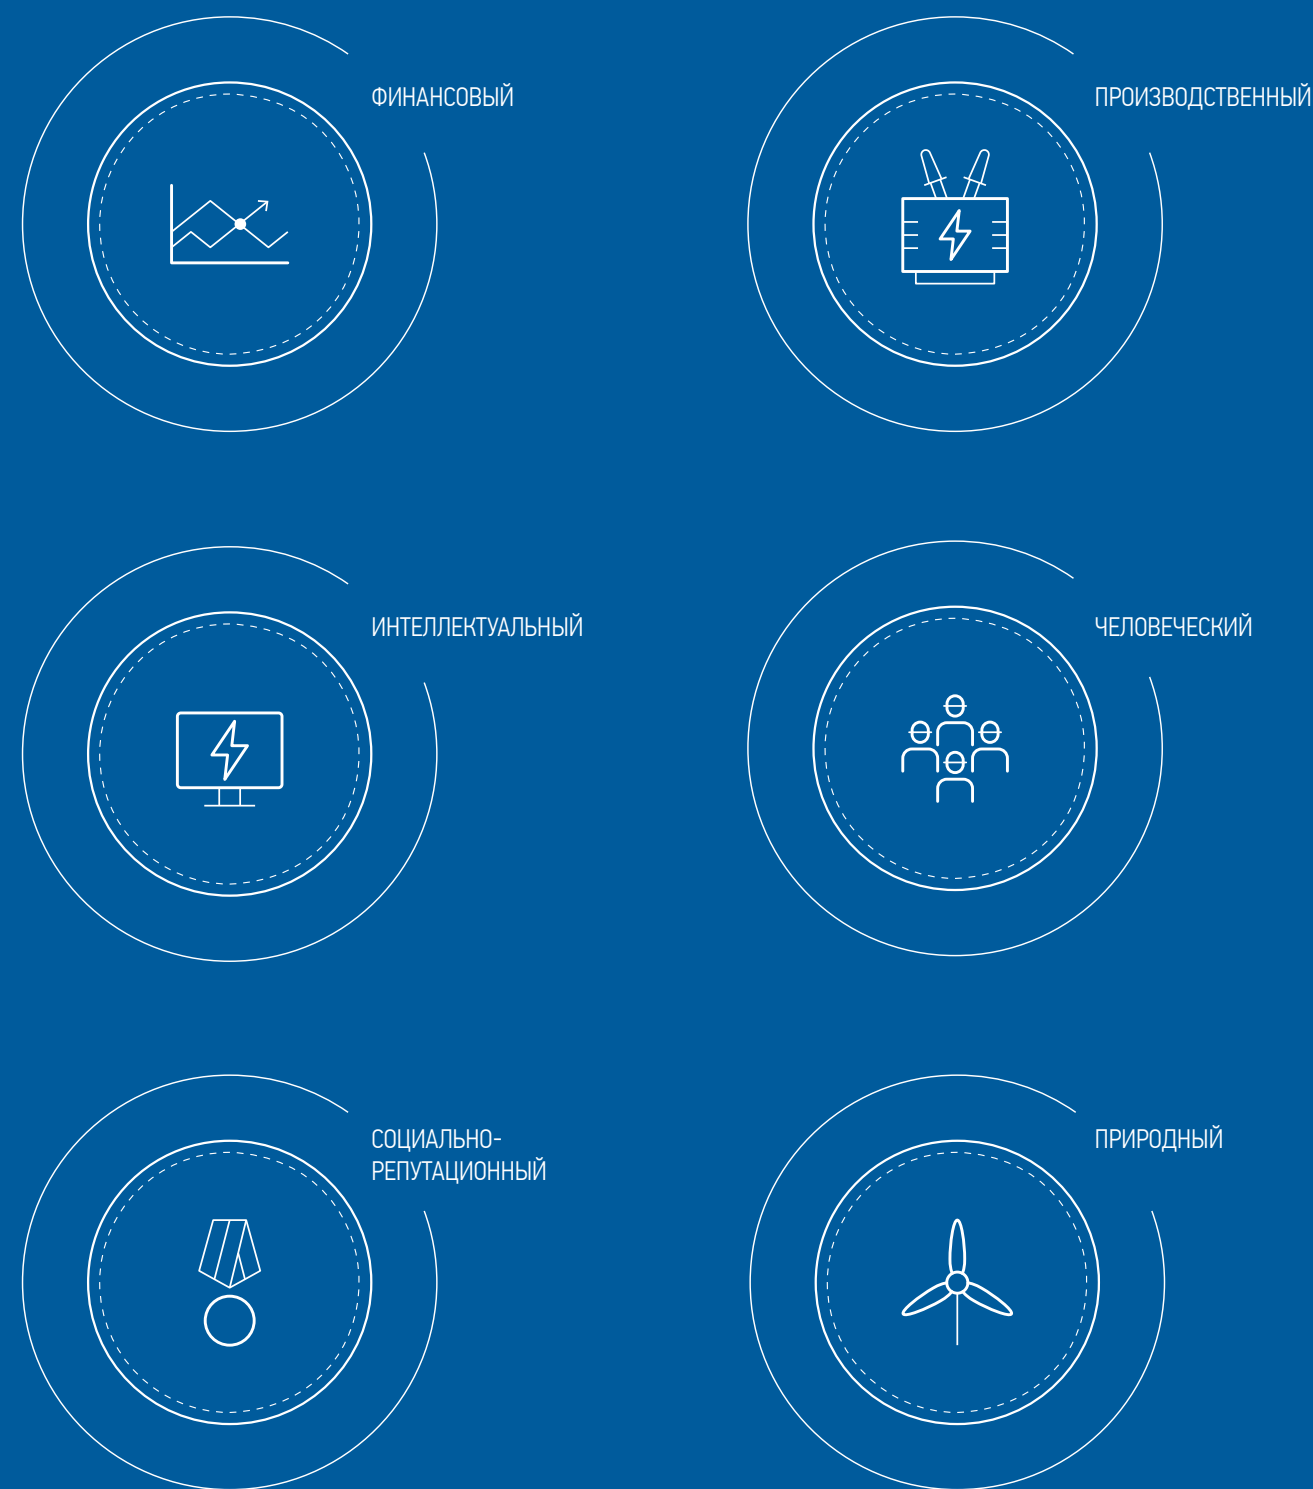 ФИНАНСОВЫЙ
ПРОИЗВОДСТВЕННЫЙ
ИНТЕЛЛЕКТУАЛЬНЫЙ
ЧЕЛОВЕЧЕСКИЙ
СОЦИАЛЬНО-
РЕПУТАЦИОННЫЙ
ПРИРОДНЫЙ